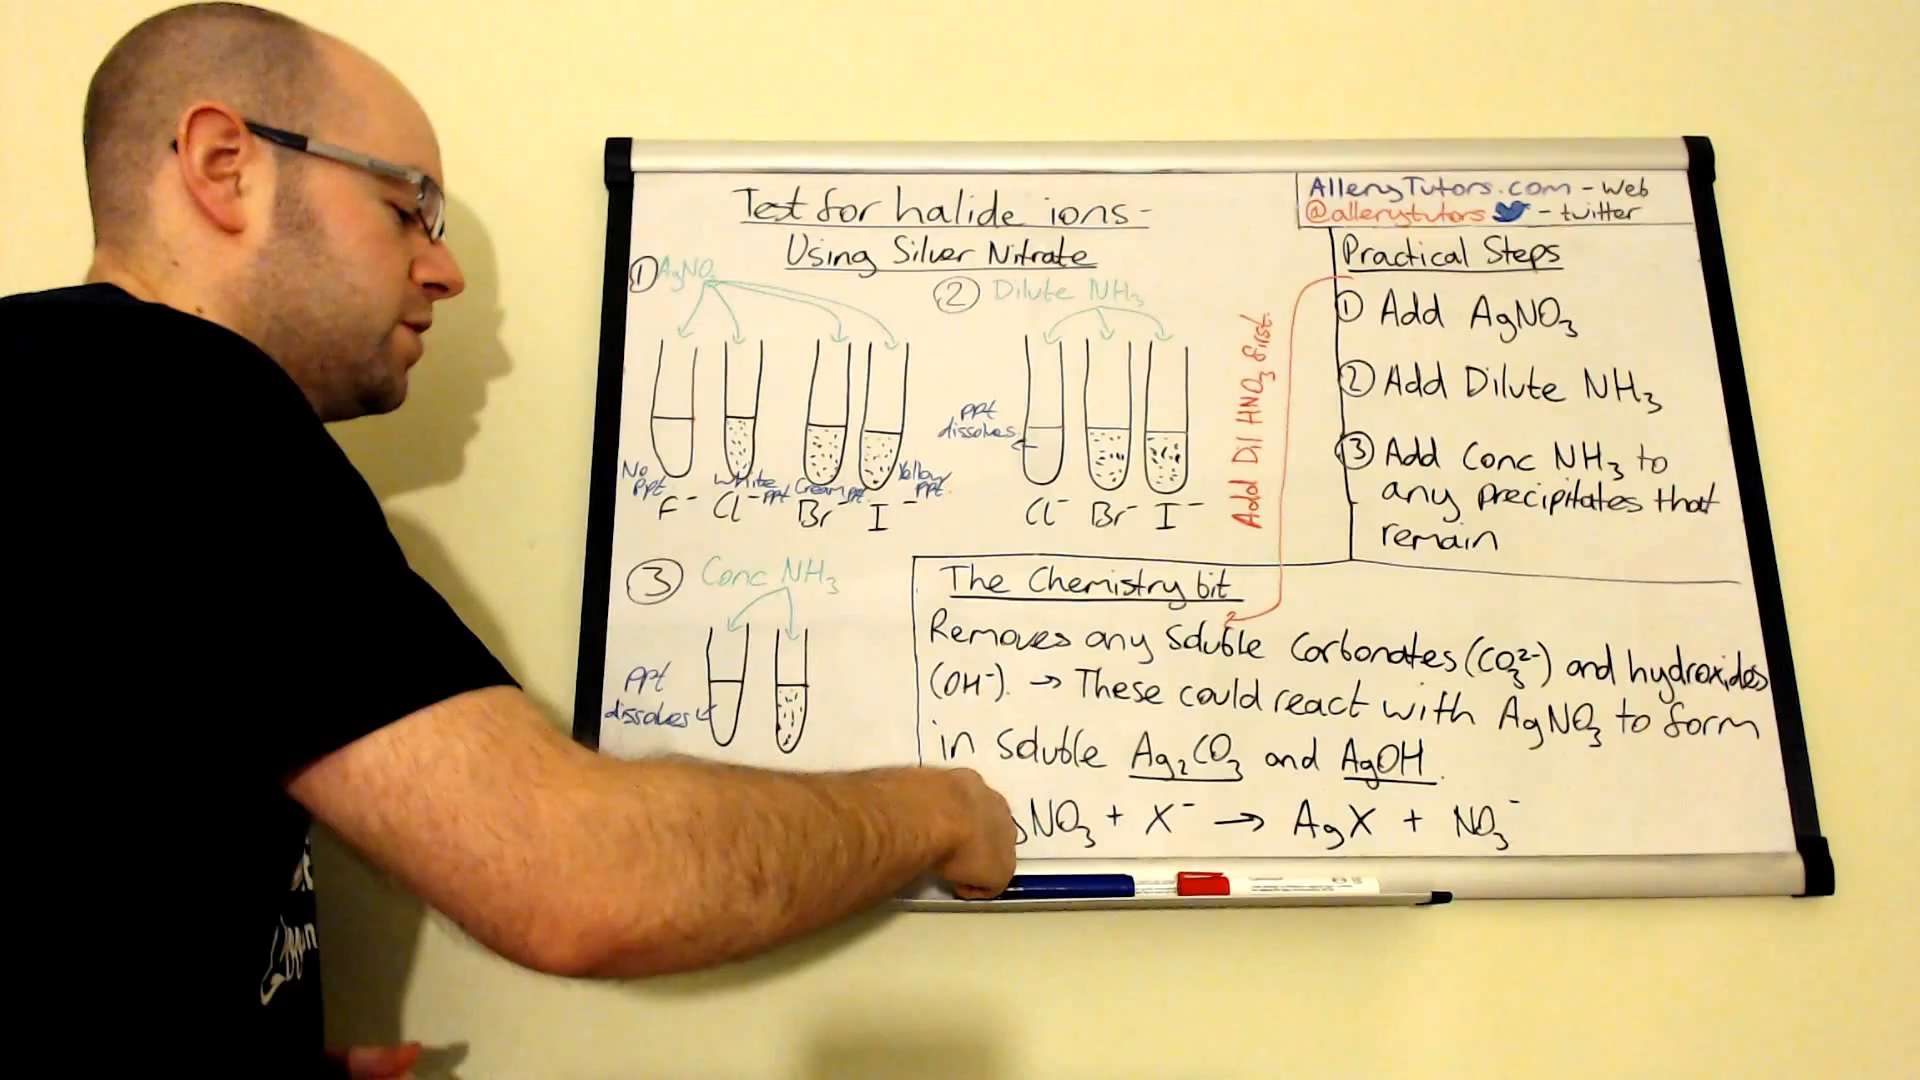 Test for halide ions -
Using Silver Nitrate
AlleryTutors.com - Web
@allerytutors - twitter
① AgNO3
No ppt
F⁻
White ppt
Cl⁻
Cream ppt
Br⁻
Yellow ppt.
I⁻
② Dilute NH3
ppt
dissolves
Cl⁻ Br⁻ I⁻
Add Dil HNO3 first.
Practical Steps
① Add AgNO3
② Add Dilute NH3
③ Add Conc NH3 to
any precipitates that
remain
③ Conc NH3
PPt
dissolves
The Chemistry bit
Removes any soluble Carbonates (CO3²⁻) and hydroxides
(OH⁻). → These could react with AgNO3 to form
in soluble Ag2CO3 and AgOH.
gNO3 + X⁻ → AgX + NO3⁻